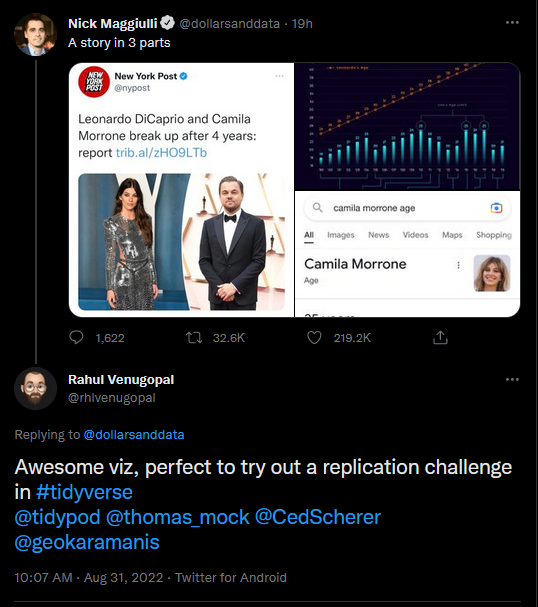 Nick Maggiulli @dollarsanddata · 19h
A story in 3 parts
NEW YORK POST
New York Post
@nypost
Leonardo DiCaprio and Camila
Morrone break up after 4 years:
report trib.al/zHO9LTb
Leonardo's Age
camila morrone age
All Images News Videos Maps Shopping
Camila Morrone
Age
1,622 32.6K 219.2K
Rahul Venugopal
@rhlvenugopal
Replying to @dollarsanddata
Awesome viz, perfect to try out a replication challenge
in #tidyverse
@tidypod @thomas_mock @CedScherer
@geokaramanis
10:07 AM · Aug 31, 2022 · Twitter for Android